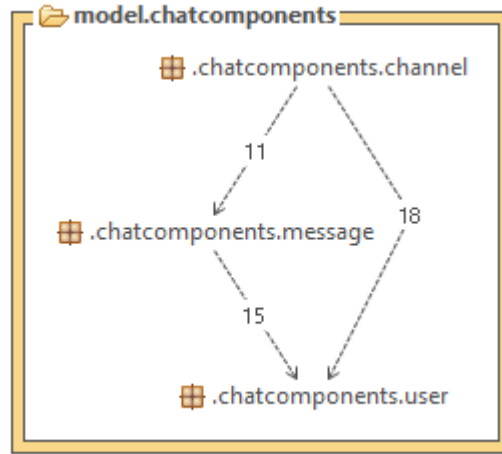 model.chatcomponents
.chatcomponents.channel
11
18
.chatcomponents.message
15
.chatcomponents.user